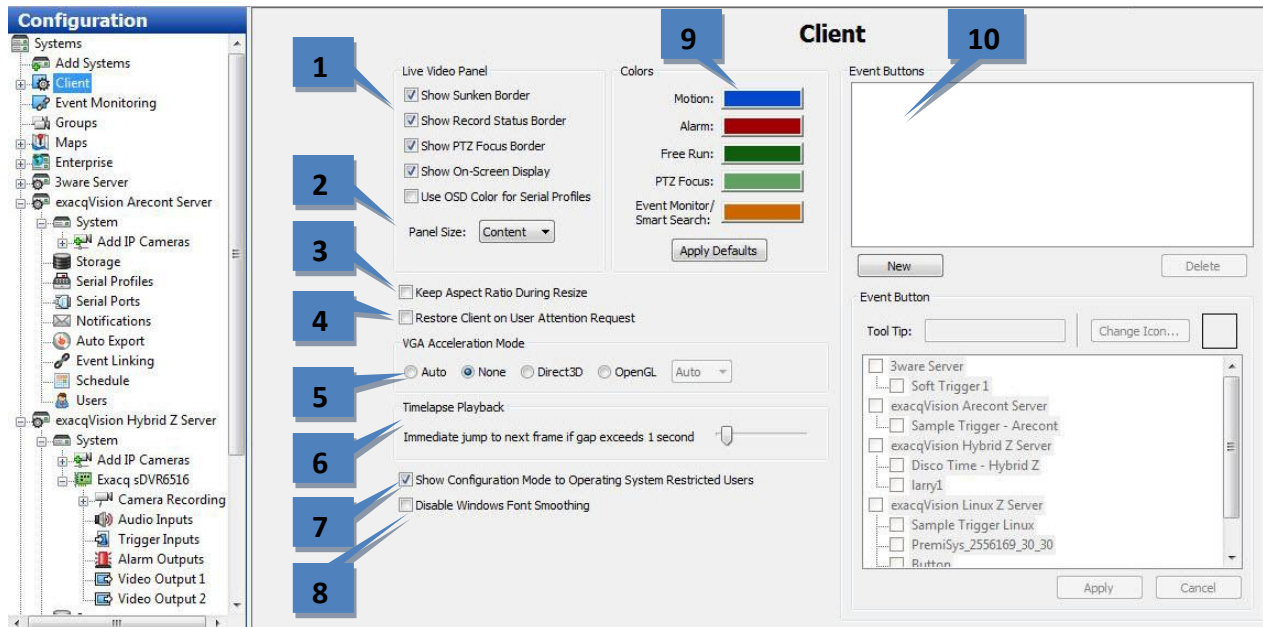 Configuration
Systems
Add Systems
Client
Event Monitoring
Groups
Maps
Enterprise
3ware Server
exacqVision Arecont Server
System
Add IP Cameras
Storage
Serial Profiles
Serial Ports
Notifications
Auto Export
Event Linking
Schedule
Users
exacqVision Hybrid Z Server
System
Add IP Cameras
Exacq sDVR6516
Camera Recording
Audio Inputs
Trigger Inputs
Alarm Outputs
Video Output 1
Video Output 2
Client
1
2
3
4
5
6
7
8
9
10
Live Video Panel
Show Sunken Border
Show Record Status Border
Show PTZ Focus Border
Show On-Screen Display
Use OSD Color for Serial Profiles
Panel Size: Content
Colors
Motion:
Alarm:
Free Run:
PTZ Focus:
Event Monitor/
Smart Search:
Apply Defaults
Keep Aspect Ratio During Resize
Restore Client on User Attention Request
VGA Acceleration Mode
Auto None Direct3D OpenGL Auto
Timelapse Playback
Immediate jump to next frame if gap exceeds 1 second
Show Configuration Mode to Operating System Restricted Users
Disable Windows Font Smoothing
Event Buttons
New Delete
Event Button
Tool Tip: Change Icon...
3ware Server
Soft Trigger 1
exacqVision Arecont Server
Sample Trigger - Arecont
exacqVision Hybrid Z Server
Disco Time - Hybrid Z
larry1
exacqVision Linux Z Server
Sample Trigger Linux
PremiSys_2556169_30_30
Button
Apply Cancel